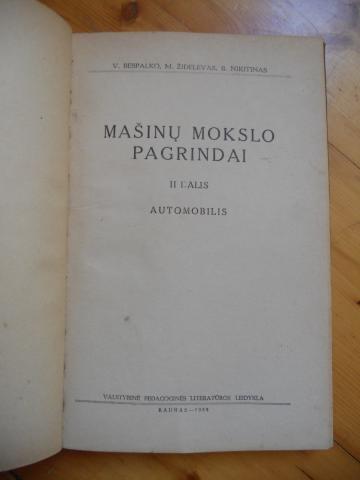 V. BESPALKO, M. ŽIDELEVAS, B. NIKITINAS
MAŠINŲ MOKSLO
PAGRINDAI
II DALIS
AUTOMOBILIS
VALSTYBINĖ PEDAGOGINĖS LITERATŪROS LEIDYKLA
KAUNAS—